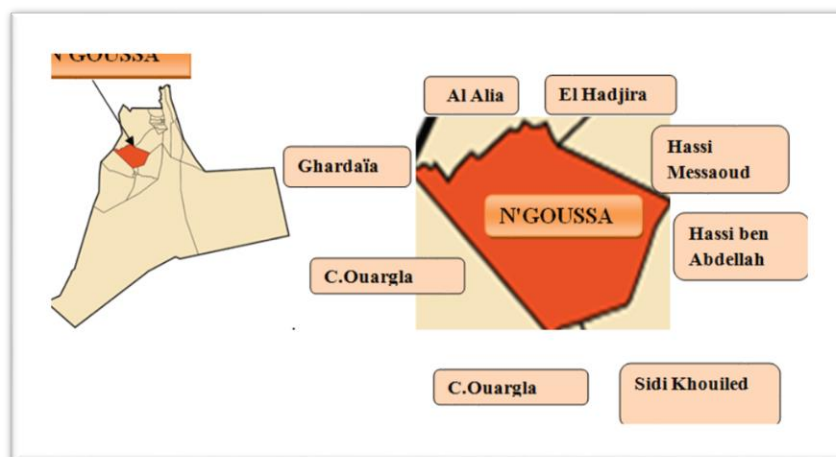 N'GOUSSA
Al Alia
El Hadjira
Ghardaïa
Hassi
Messaoud
N'GOUSSA
Hassi ben
Abdellah
C.Ouargla
C.Ouargla
Sidi Khouiled